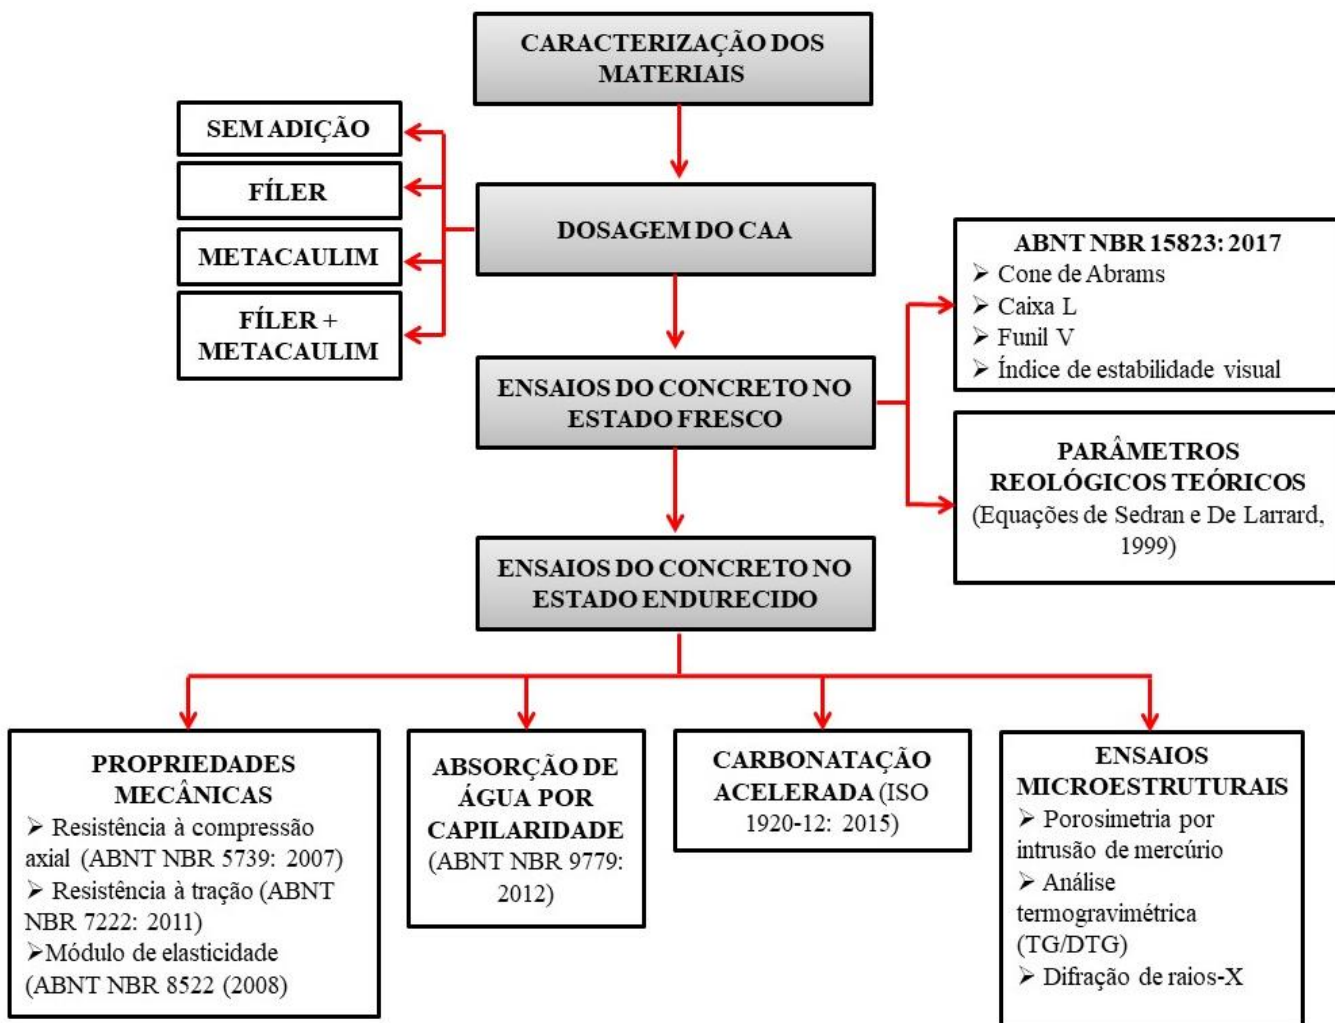 CARACTERIZAÇÃO DOS
MATERIAIS
SEM ADIÇÃO
FÍLER
METACAULIM
FÍLER +
METACAULIM
DOSAGEM DO CAA
ABNT NBR 15823: 2017
➢ Cone de Abrams
➢ Caixa L
➢ Funil V
➢ Índice de estabilidade visual
ENSAIOS DO CONCRETO NO
ESTADO FRESCO
PARÂMETROS
REOLÓGICOS TEÓRICOS
(Equações de Sedran e De Larrard,
1999)
ENSAIOS DO CONCRETO NO
ESTADO ENDURECIDO
PROPRIEDADES
MECÂNICAS
➢ Resistência à compressão
axial (ABNT NBR 5739: 2007)
➢ Resistência à tração (ABNT
NBR 7222: 2011)
➢Módulo de elasticidade
(ABNT NBR 8522 (2008)
ABSORÇÃO DE
ÁGUA POR
CAPILARIDADE
(ABNT NBR 9779:
2012)
CARBONATAÇÃO
ACELERADA (ISO
1920-12: 2015)
ENSAIOS
MICROESTRUTURAIS
➢ Porosimetria por
intrusão de mercúrio
➢ Análise
termogravimétrica
(TG/DTG)
➢ Difração de raios-X